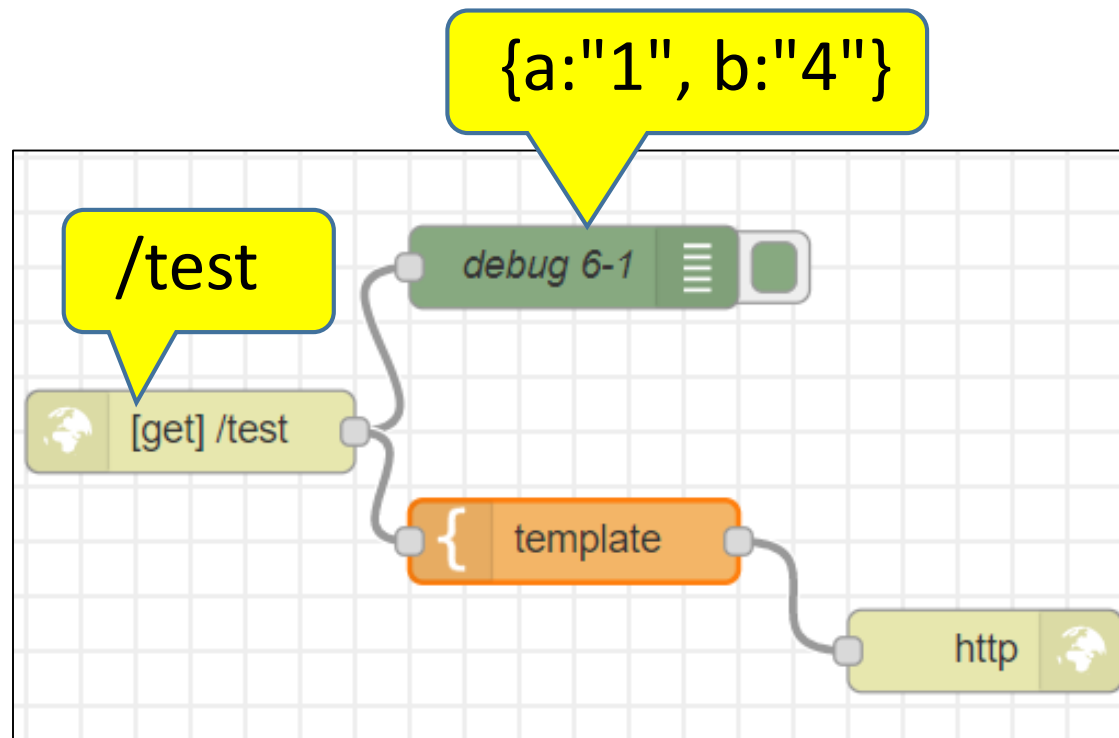 {a:"1", b:"4"}
/test
debug 6-1
[get] /test
{ template
http